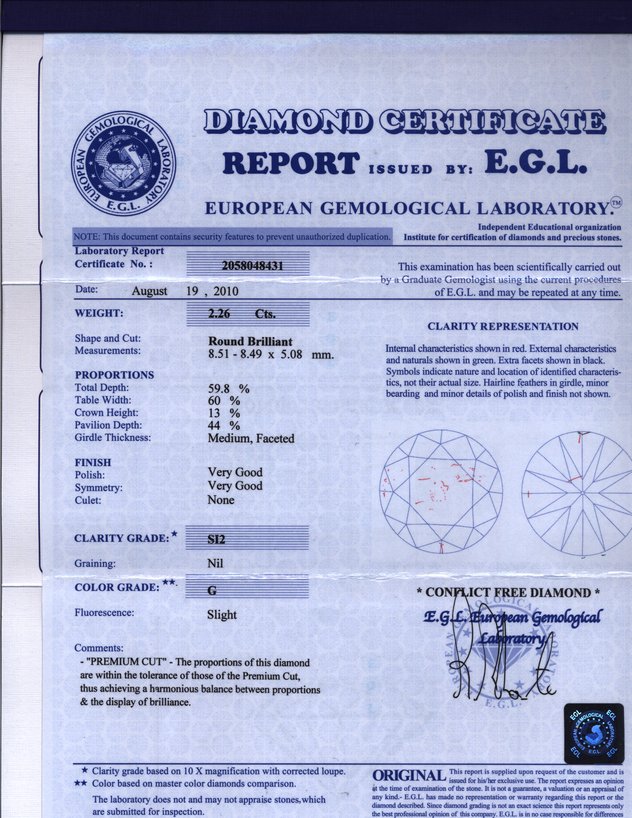 DIAMOND CERTIFICATE
REPORT ISSUED BY: E.G.L.
EUROPEAN GEMOLOGICAL LABORATORY.™
EUROPEAN GEMOLOGICAL LABORATORY
E.G.L.
Independent Educational organization
Institute for certification of diamonds and precious stones.
NOTE: This document contains security features to prevent unauthorized duplication.
Laboratory Report
Certificate No. : 2058048431
Date: August 19 , 2010
WEIGHT: 2.26 Cts.
Shape and Cut: Round Brilliant
Measurements: 8.51 - 8.49 x 5.08 mm.
PROPORTIONS
Total Depth: 59.8 %
Table Width: 60 %
Crown Height: 13 %
Pavilion Depth: 44 %
Girdle Thickness: Medium, Faceted
FINISH
Polish: Very Good
Symmetry: Very Good
Culet: None
CLARITY GRADE:★ SI2
Graining: Nil
COLOR GRADE:★★. G
Fluorescence: Slight
Comments:
- "PREMIUM CUT" - The proportions of this diamond
are within the tolerance of those of the Premium Cut,
thus achieving a harmonious balance between proportions
& the display of brilliance.
★ Clarity grade based on 10 X magnification with corrected loupe.
★★ Color based on master color diamonds comparison.
The laboratory does not and may not appraise stones,which
are submitted for inspection.
This examination has been scientifically carried out
by a Graduate Gemologist using the current procedures
of E.G.L. and may be repeated at any time.
CLARITY REPRESENTATION
Internal characteristics shown in red. External characteristics
and naturals shown in green. Extra facets shown in black.
Symbols indicate nature and location of identified characteris-
tics, not their actual size. Hairline feathers in girdle, minor
bearding and minor details of polish and finish not shown.
* CONFLICT FREE DIAMOND *
E.G.L. European Gemological
Laboratory
E.G.L.
EGL EGL
EGL EGL
ORIGINAL This report is supplied upon request of the customer and is
issued for his/her exclusive use. The report expresses an opinion
at the time of examination of the stone. It is not a guarantee, a valuation or an appraisal of
any kind.- E.G.L. has made no representation or warranty regarding this report or the
diamond described. Since diamond grading is not an exact science this report represents only
the best professional opinion of this company. E.G.L. is in no case responsible for differences